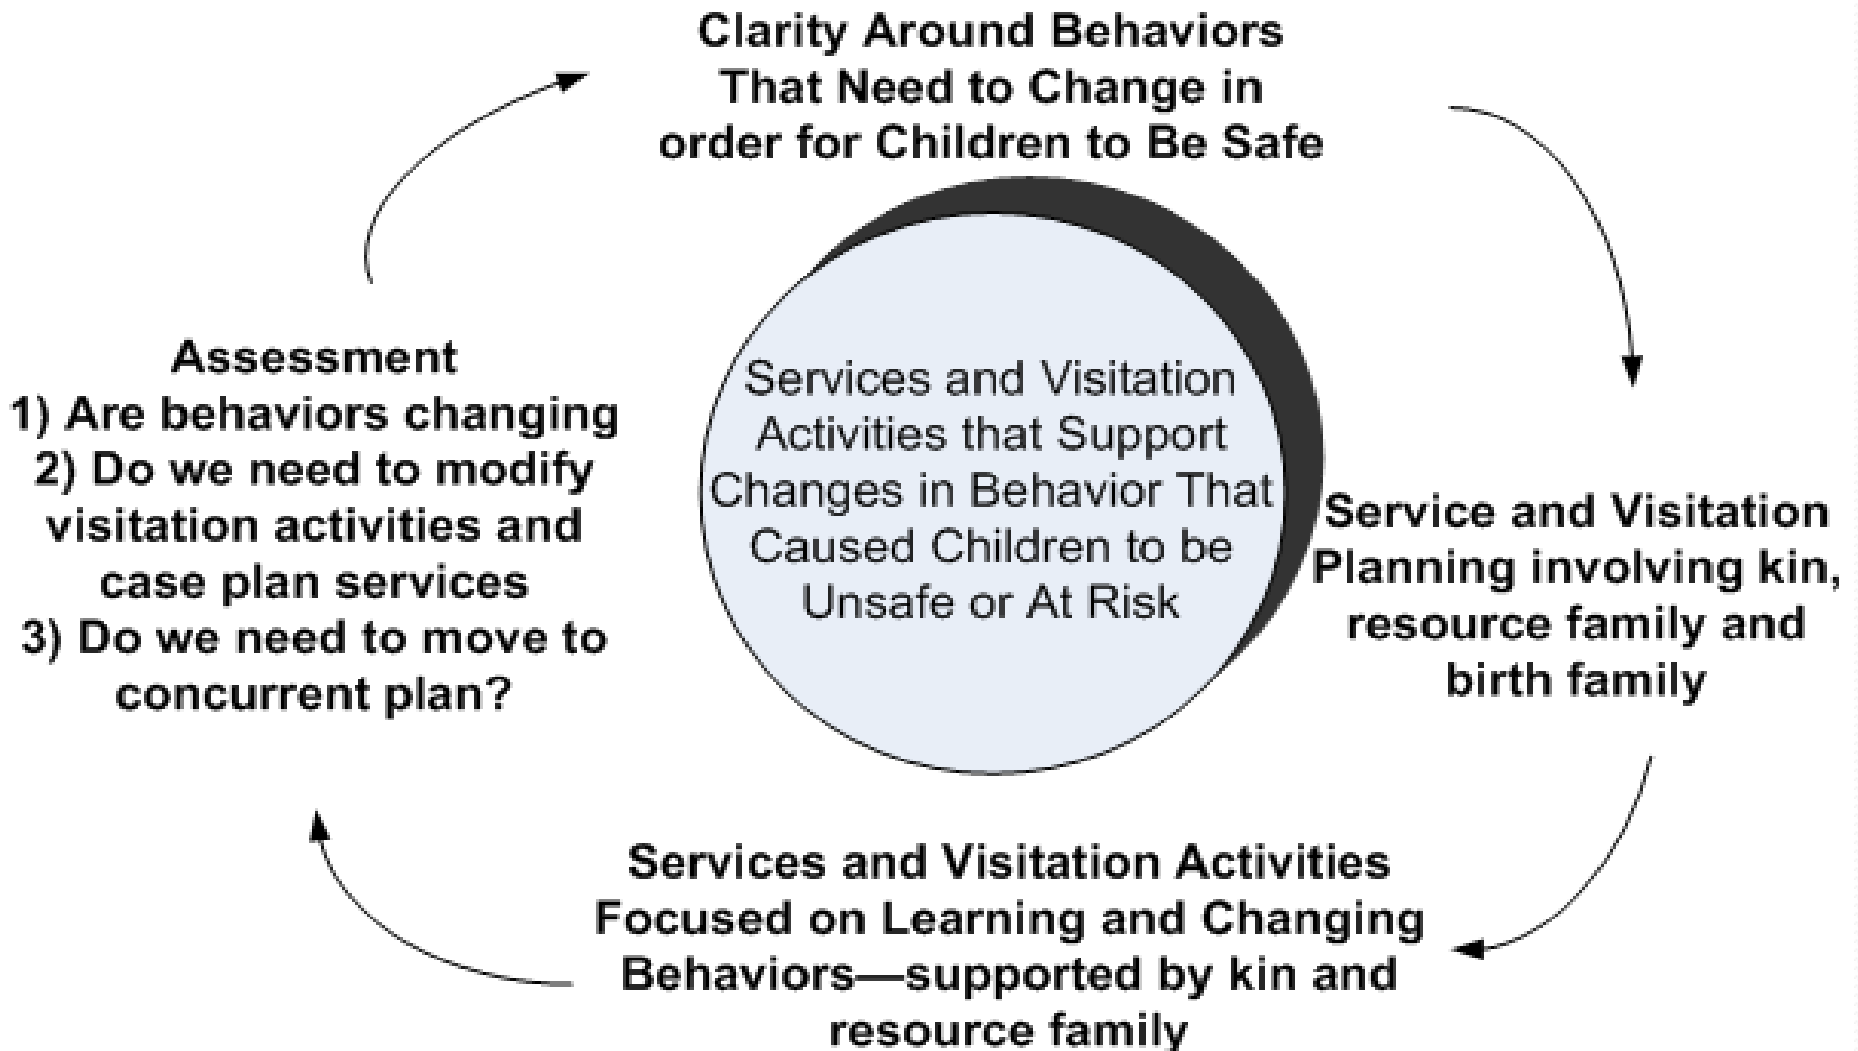 Clarity Around Behaviors
That Need to Change in
order for Children to Be Safe
Assessment
1) Are behaviors changing
2) Do we need to modify
visitation activities and
case plan services
3) Do we need to move to
concurrent plan?
Services and Visitation
Activities that Support
Changes in Behavior That
Caused Children to be
Unsafe or At Risk
Service and Visitation
Planning involving kin,
resource family and
birth family
Services and Visitation Activities
Focused on Learning and Changing
Behaviors—supported by kin and
resource family